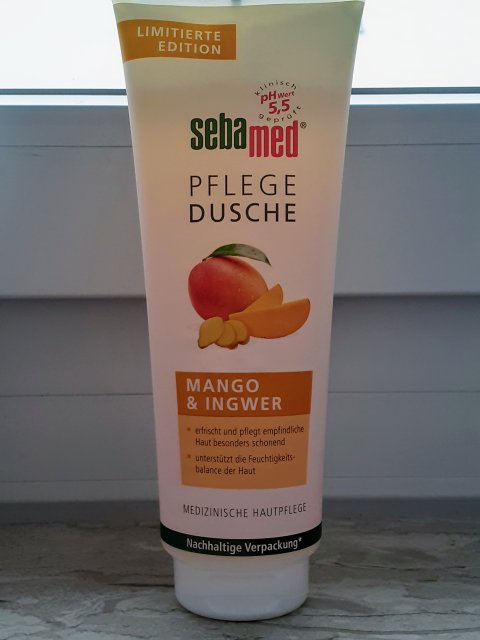 LIMITIERTE
EDITION
klinisch
pH Wert
5,5
geprüft
sebamed®
PFLEGE
DUSCHE
MANGO
& INGWER
erfrischt und pflegt empfindliche
Haut besonders schonend
unterstützt die Feuchtigkeits-
balance der Haut
MEDIZINISCHE HAUTPFLEGE
Nachhaltige Verpackung*